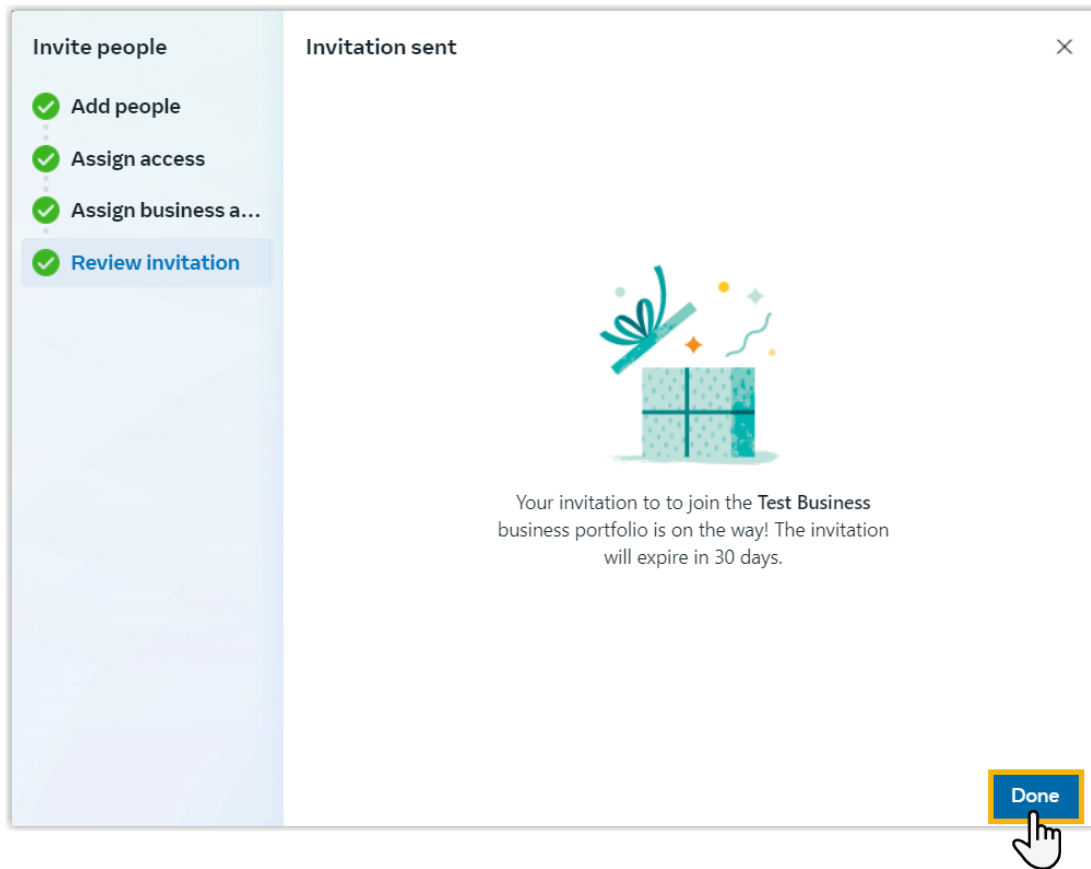 Invite people
Add people
Assign access
Assign business a...
Review invitation
Invitation sent
Your invitation to to join the Test Business
business portfolio is on the way! The invitation
will expire in 30 days.
Done